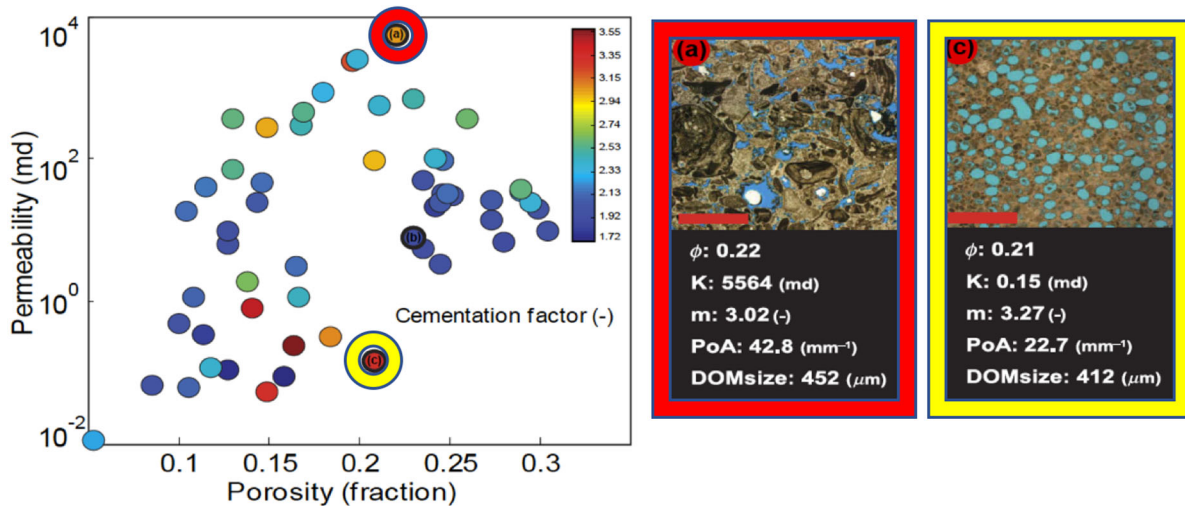 10⁴
10²
10⁰
10⁻²
Permeability (md)
0.1 0.15 0.2 0.25 0.3
Porosity (fraction)
(a)
(b)
(c)
3.55
3.35
3.15
2.94
2.74
2.53
2.33
2.13
1.92
1.72
Cementation factor (-)
(a)
ϕ: 0.22
K: 5564 (md)
m: 3.02 (-)
PoA: 42.8 (mm⁻¹)
DOMsize: 452 (μm)
(c)
ϕ: 0.21
K: 0.15 (md)
m: 3.27 (-)
PoA: 22.7 (mm⁻¹)
DOMsize: 412 (μm)